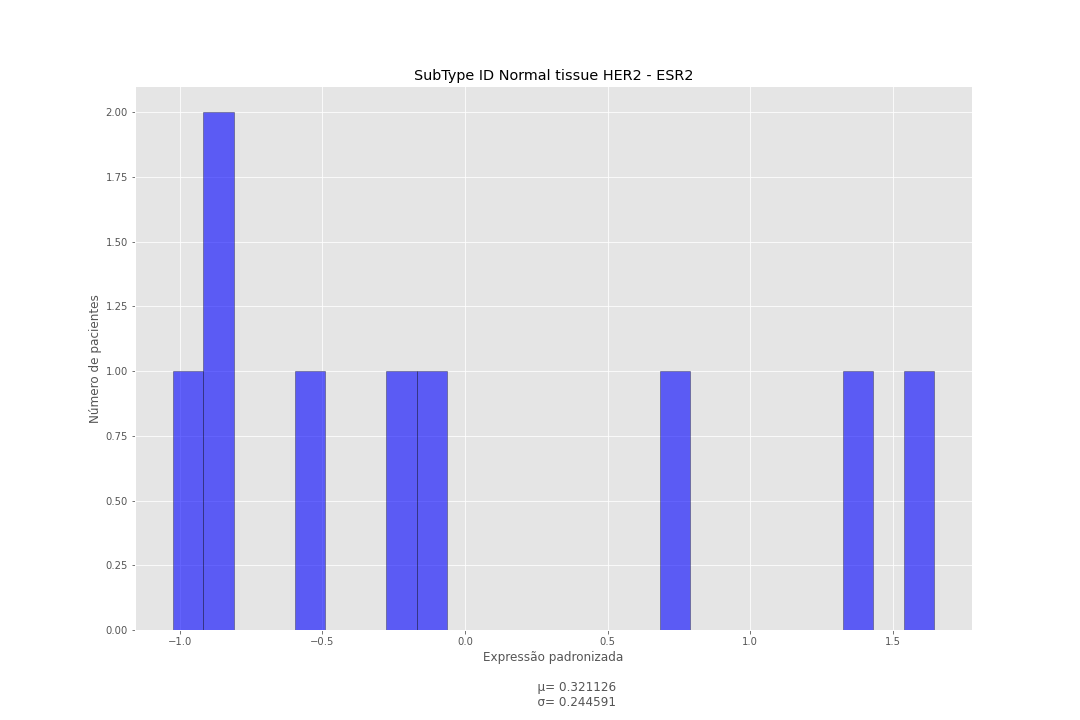 SubType ID Normal tissue HER2 - ESR2
2.00
1.75
1.50
1.25
1.00
0.75
0.50
0.25
0.00
Número de pacientes
−1.0 −0.5 0.0 0.5 1.0 1.5
Expressão padronizada
μ= 0.321126
σ= 0.244591